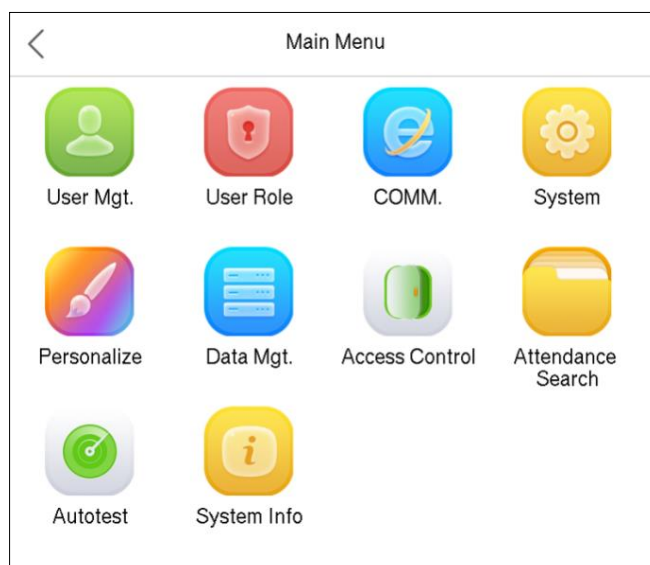 Main Menu
User Mgt.
User Role
COMM.
System
Personalize
Data Mgt.
Access Control
Attendance
Search
Autotest
System Info